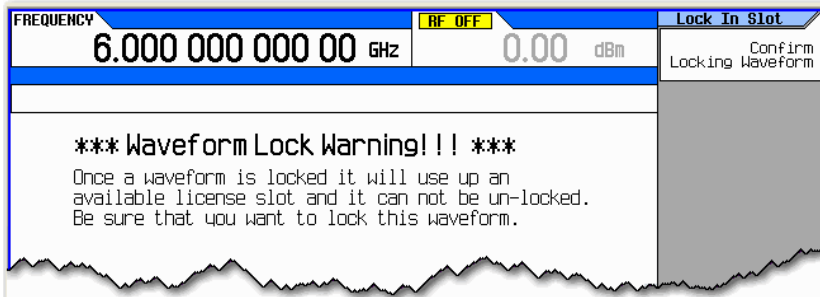 FREQUENCY
6.000 000 000 00 GHz
RF OFF
0.00 dBm
Lock In Slot
Confirm
Locking Waveform
*** Waveform Lock Warning!!! ***
Once a waveform is locked it will use up an
available license slot and it can not be un-locked.
Be sure that you want to lock this waveform.